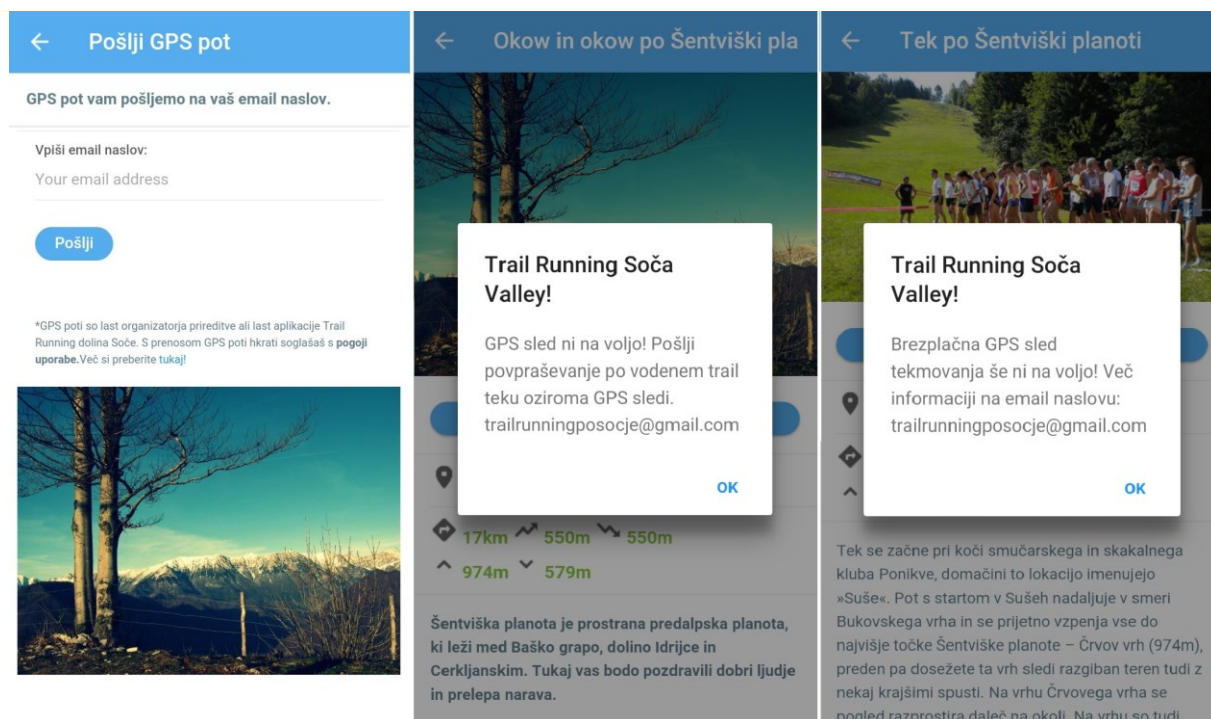 Pošlji GPS pot
GPS pot vam pošljemo na vaš email naslov.
Vpiši email naslov:
Your email address
Pošlji
*GPS poti so last organizatorja prireditve ali last aplikacije Trail
Running dolina Soče. S prenosom GPS poti hkrati soglašaš s pogoji
uporabe.Več si preberite tukaj!
Okow in okow po Šentviški pla
Trail Running Soča
Valley!
GPS sled ni na voljo! Pošlji
povpraševanje po vodenem trail
teku oziroma GPS sledi.
trailrunningposocje@gmail.com
OK
17km 550m 550m
974m 579m
Šentviška planota je prostrana predalpska planota,
ki leži med Baško grapo, dolino Idrijce in
Cerkljanskim. Tukaj vas bodo pozdravili dobri ljudje
in prelepa narava.
Tek po Šentviški planoti
Trail Running Soča
Valley!
Brezplačna GPS sled
tekmovanja še ni na voljo! Več
informaciji na email naslovu:
trailrunningposocje@gmail.com
OK
Tek se začne pri koči smučarskega in skakalnega
kluba Ponikve, domačini to lokacijo imenujejo
»Suše«. Pot s startom v Sušeh nadaljuje v smeri
Bukovskega vrha in se prijetno vzpenja vse do
najvišje točke Šentviške planote – Črvov vrh (974m),
preden pa dosežete ta vrh sledi razgiban teren tudi z
nekaj krajšimi spusti. Na vrhu Črvovega vrha se
pogled razprostira daleč na okoli. Na vrhu so tudi